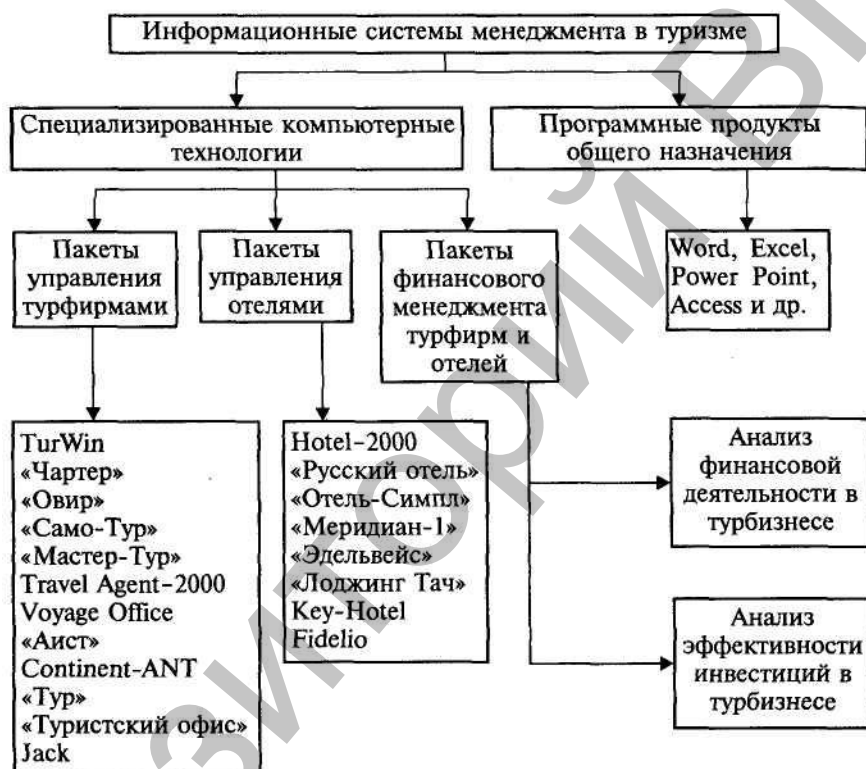 Информационные системы менеджмента в туризме
Специализированные компьютерные
технологии
Программные продукты
общего назначения
Пакеты
управления
турфирмами
Пакеты
управления
отелями
Пакеты
финансового
менеджмента
турфирм и
отелей
Word, Excel,
Power Point,
Access и др.
TurWin
«Чартер»
«Овир»
«Само-Тур»
«Мастер-Тур»
Travel Agent-2000
Voyage Office
«Аист»
Continent-ANT
«Тур»
«Туристский офис»
Jack
Hotel-2000
«Русский отель»
«Отель-Симпл»
«Меридиан-1»
«Эдельвейс»
«Лоджинг Тач»
Key-Hotel
Fidelio
Анализ
финансовой
деятельности в
турбизнесе
Анализ
эффективности
инвестиций в
турбизнесе